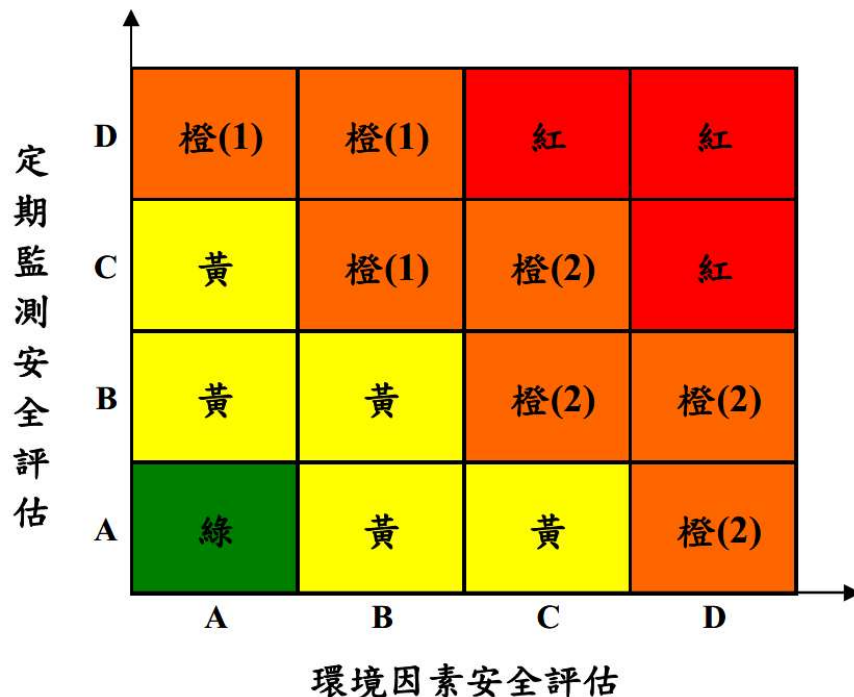 定期監測安全評估
D 橙(1) 橙(1) 紅 紅
C 黃 橙(1) 橙(2) 紅
B 黃 黃 橙(2) 橙(2)
A 綠 黃 黃 橙(2)
A B C D
環境因素安全評估